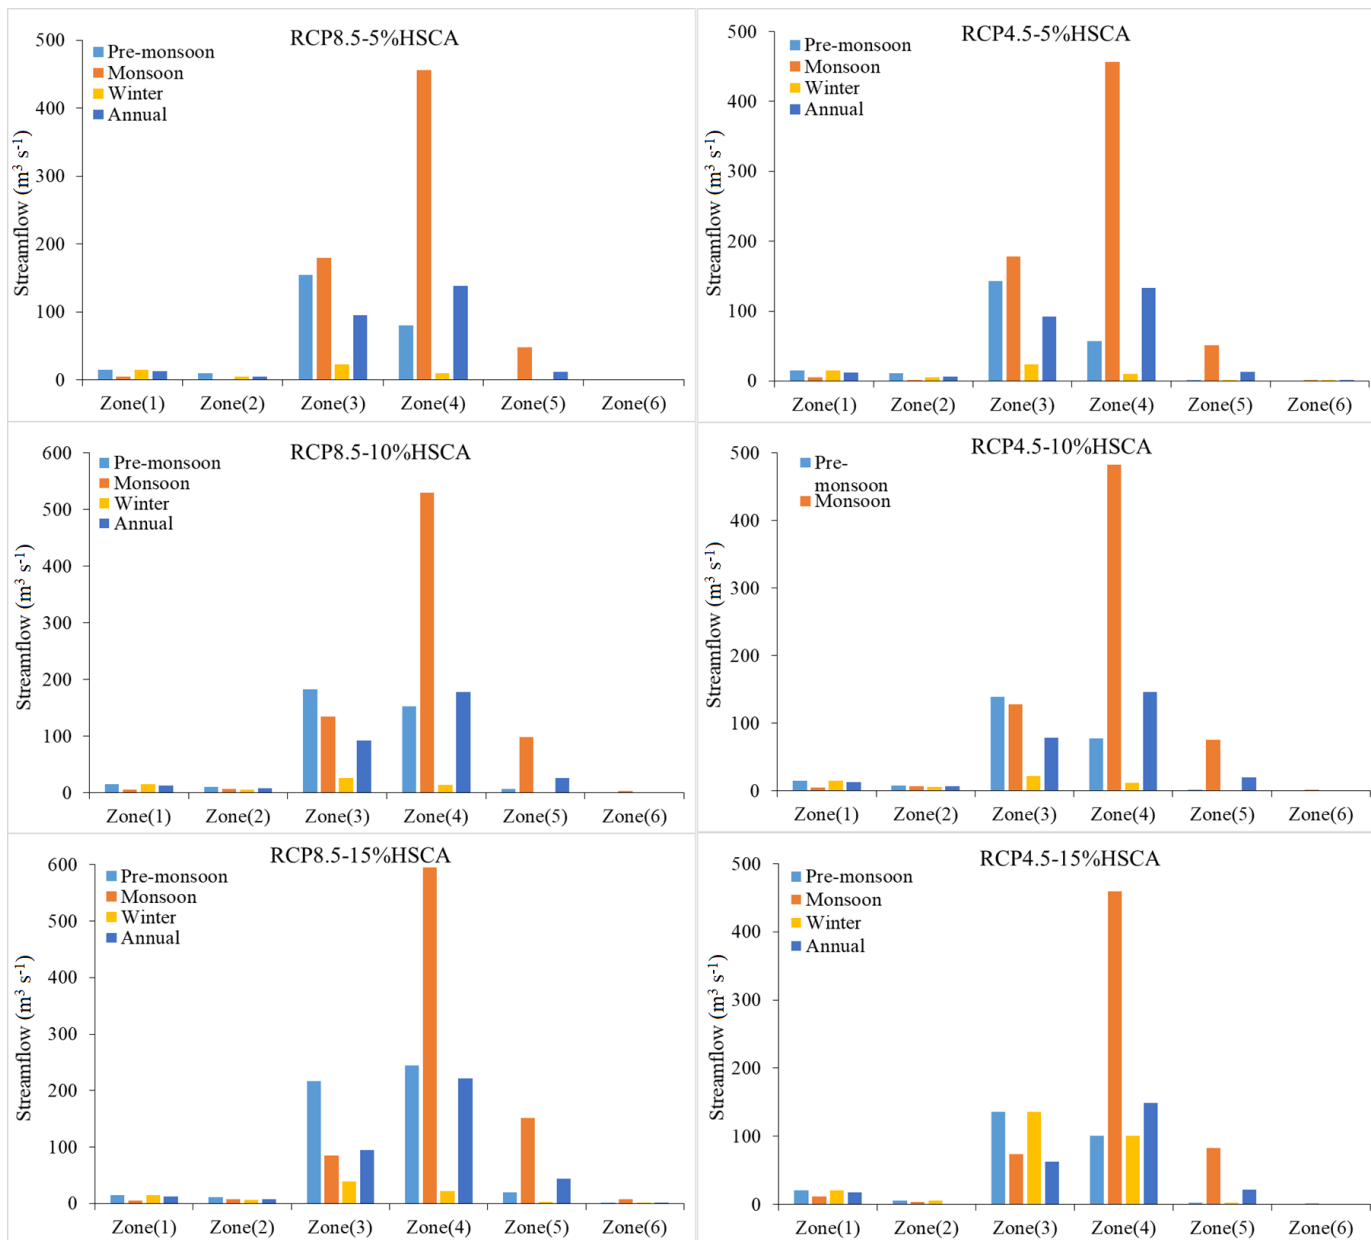 RCP8.5-5%HSCA
Pre-monsoon
Monsoon
Winter
Annual
Streamflow (m³ s⁻¹)
500
400
300
200
100
0
Zone(1) Zone(2) Zone(3) Zone(4) Zone(5) Zone(6)
RCP4.5-5%HSCA
Pre-monsoon
Monsoon
Winter
Annual
Streamflow (m³ s⁻¹)
500
400
300
200
100
0
Zone(1) Zone(2) Zone(3) Zone(4) Zone(5) Zone(6)
RCP8.5-10%HSCA
Pre-monsoon
Monsoon
Winter
Annual
Streamflow (m³ s⁻¹)
600
500
400
300
200
100
0
Zone(1) Zone(2) Zone(3) Zone(4) Zone(5) Zone(6)
RCP4.5-10%HSCA
Pre-
monsoon
Monsoon
Streamflow (m³ s⁻¹)
500
400
300
200
100
0
Zone(1) Zone(2) Zone(3) Zone(4) Zone(5) Zone(6)
RCP8.5-15%HSCA
Pre-monsoon
Monsoon
Winter
Annual
Streamflow (m³ s⁻¹)
600
500
400
300
200
100
0
Zone(1) Zone(2) Zone(3) Zone(4) Zone(5) Zone(6)
RCP4.5-15%HSCA
Pre-monsoon
Monsoon
Winter
Annual
Streamflow (m³ s⁻¹)
500
400
300
200
100
0
Zone(1) Zone(2) Zone(3) Zone(4) Zone(5) Zone(6)